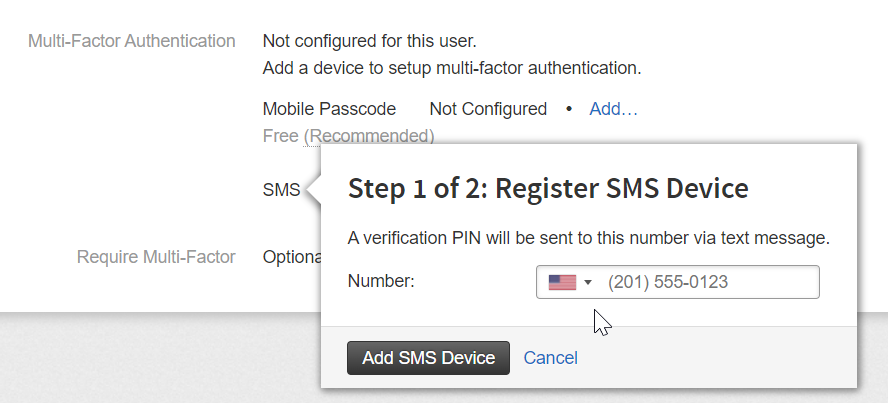 Multi-Factor Authentication Not configured for this user.
Add a device to setup multi-factor authentication.
Mobile Passcode Not Configured • Add…
Free (Recommended)
SMS
Require Multi-Factor Optiona
Step 1 of 2: Register SMS Device
A verification PIN will be sent to this number via text message.
Number: (201) 555-0123
Add SMS Device Cancel